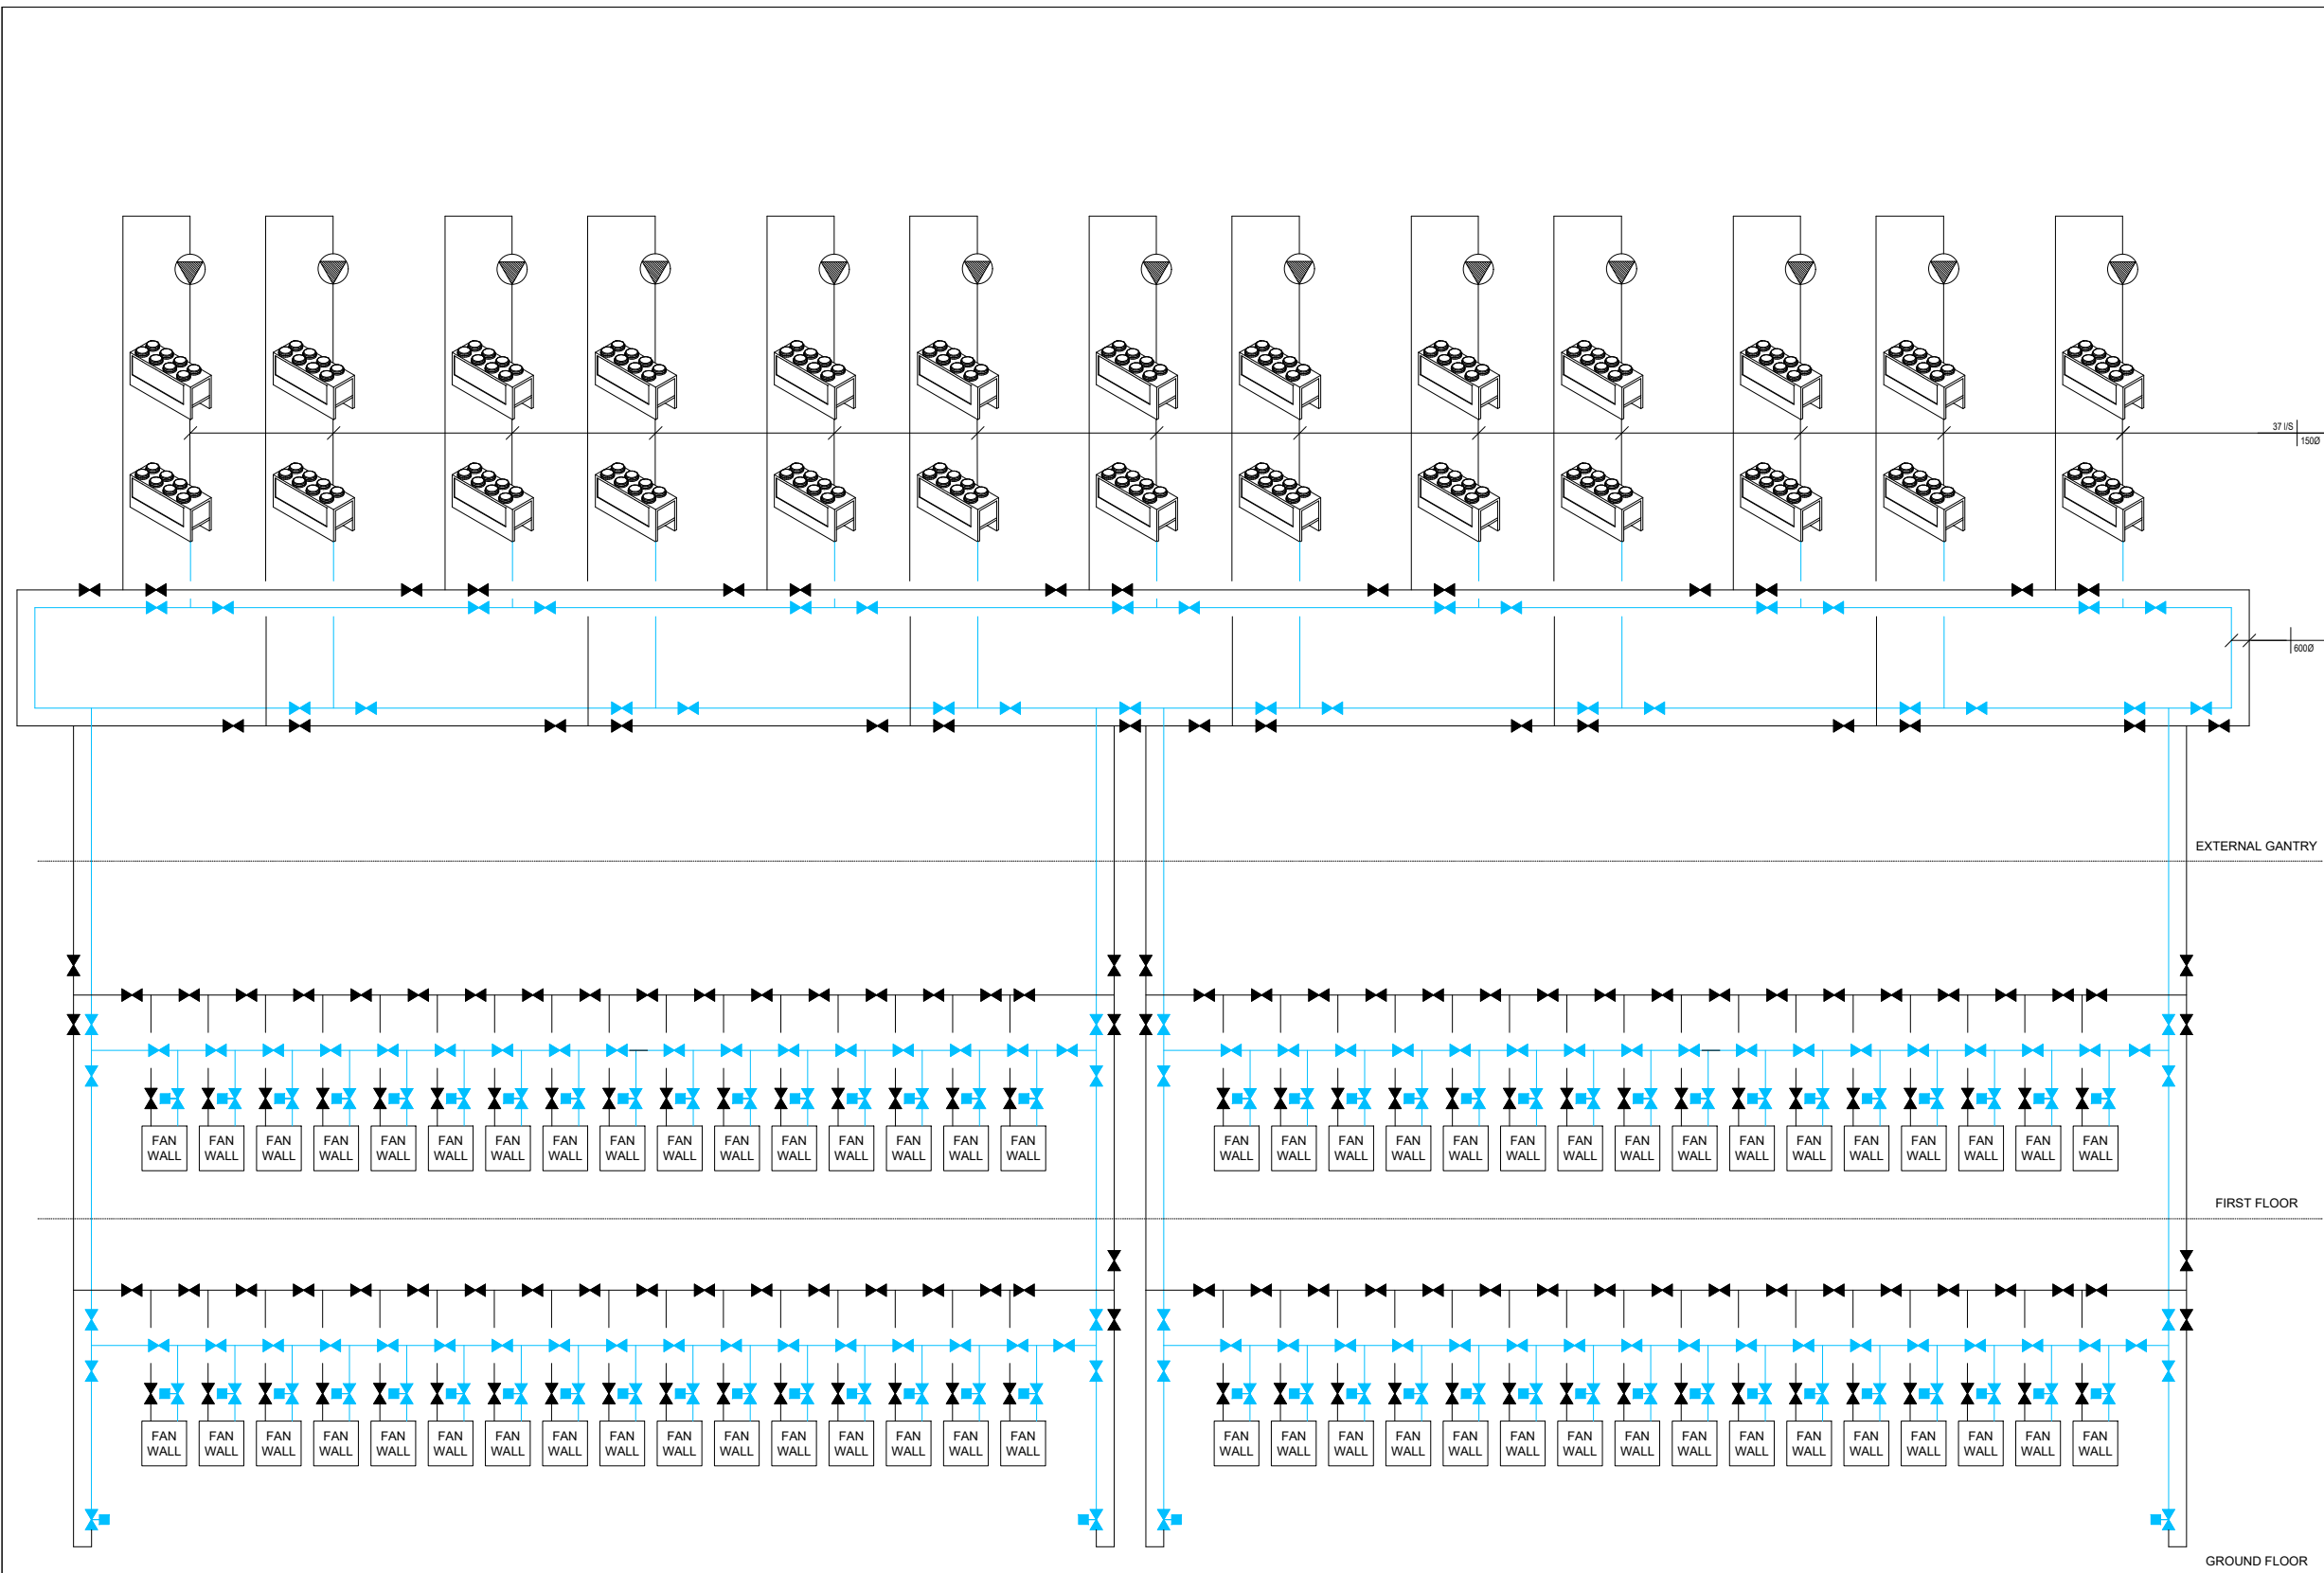 37 l/S
150Ø
600Ø
EXTERNAL GANTRY
FAN FAN FAN FAN FAN FAN FAN FAN FAN FAN FAN FAN FAN FAN FAN FAN FAN FAN FAN FAN FAN FAN FAN FAN FAN FAN FAN FAN FAN FAN FAN FAN
WALL WALL WALL WALL WALL WALL WALL WALL WALL WALL WALL WALL WALL WALL WALL WALL WALL WALL WALL WALL WALL WALL WALL WALL WALL WALL WALL WALL WALL WALL WALL WALL
FIRST FLOOR
FAN FAN FAN FAN FAN FAN FAN FAN FAN FAN FAN FAN FAN FAN FAN FAN FAN FAN FAN FAN FAN FAN FAN FAN FAN FAN FAN FAN FAN FAN FAN FAN
WALL WALL WALL WALL WALL WALL WALL WALL WALL WALL WALL WALL WALL WALL WALL WALL WALL WALL WALL WALL WALL WALL WALL WALL WALL WALL WALL WALL WALL WALL WALL WALL
GROUND FLOOR